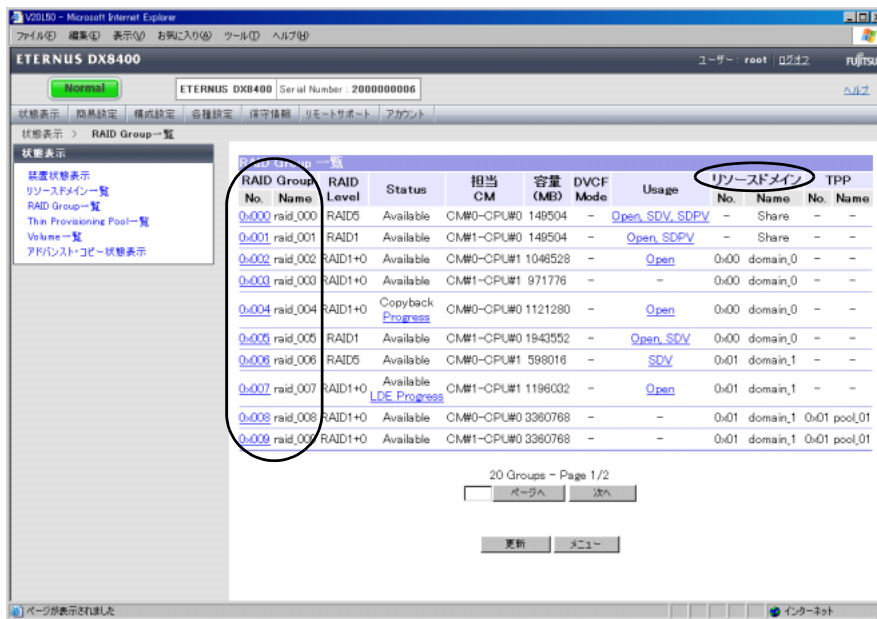 V20L50 - Microsoft Internet Explorer
ファイル(F) 編集(E) 表示(V) お気に入り(A) ツール(T) ヘルプ(H)
ETERNUS DX8400 ユーザー: root ログオフ FUJITSU
Normal ETERNUS DX8400 Serial Number : 2000000006 ヘルプ
状態表示 簡易設定 構成設定 各種設定 保守情報 リモートサポート アカウント
状態表示 > RAID Group一覧
状態表示
装置状態表示
リソースドメイン一覧
RAID Group一覧
Thin Provisioning Pool一覧
Volume一覧
アドバンスト・コピー状態表示
RAID Group 一覧
RAID Group RAID Level Status 担当 CM 容量 (MB) DVCF Mode Usage リソースドメイン TPP
No. Name No. Name No. Name
0x000 raid_000 RAID5 Available CM#0-CPU#0 149504 - Open, SDV, SDPV - Share - -
0x001 raid_001 RAID1 Available CM#1-CPU#0 149504 - Open, SDPV - Share - -
0x002 raid_002 RAID1+0 Available CM#0-CPU#1 1046528 - Open 0x00 domain_0 - -
0x003 raid_003 RAID1+0 Available CM#1-CPU#1 971776 - - 0x00 domain_0 - -
0x004 raid_004 RAID1+0 Copyback Progress CM#0-CPU#0 1121280 - Open 0x00 domain_0 - -
0x005 raid_005 RAID1 Available CM#1-CPU#0 1943552 - Open, SDV 0x00 domain_0 - -
0x006 raid_006 RAID5 Available CM#0-CPU#1 598016 - SDV 0x01 domain_1 - -
0x007 raid_007 RAID1+0 Available LDE Progress CM#1-CPU#1 1196032 - Open 0x01 domain_1 - -
0x008 raid_008 RAID1+0 Available CM#0-CPU#0 3360768 - - 0x01 domain_1 0x01 pool_01
0x009 raid_009 RAID1+0 Available CM#1-CPU#0 3360768 - - 0x01 domain_1 0x01 pool_01
20 Groups - Page 1/2
ページへ 次へ
更新 メニュー
ページが表示されました インターネット